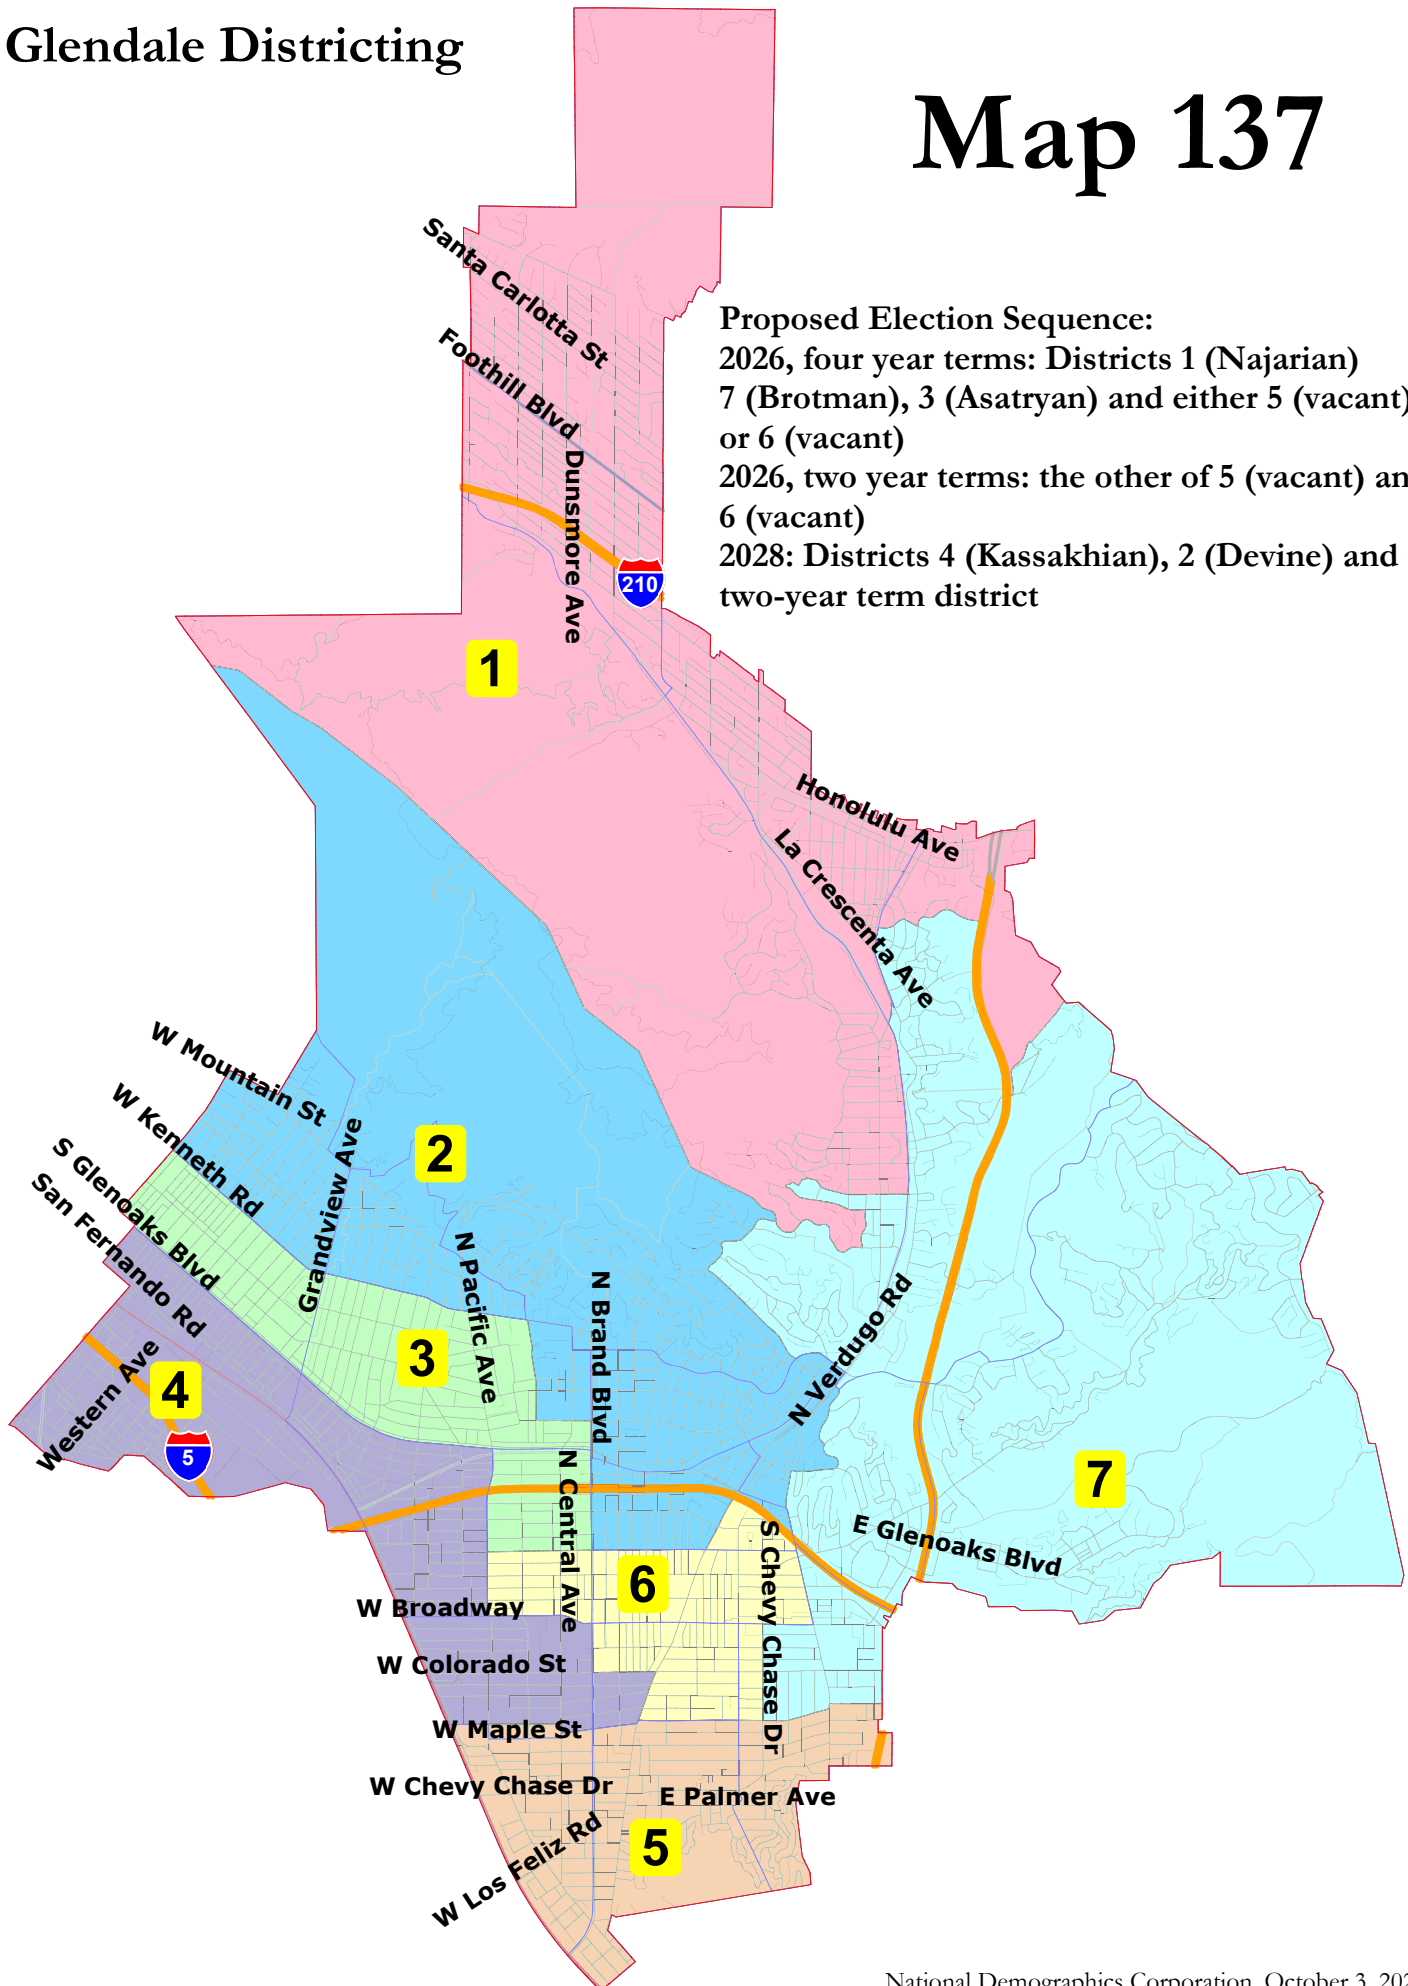 Glendale Districting
Map 137
Proposed Election Sequence:
2026, four year terms: Districts 1 (Najarian)
7 (Brotman), 3 (Asatryan) and either 5 (vacant)
or 6 (vacant)
2026, two year terms: the other of 5 (vacant)
6 (vacant)
2028: Districts 4 (Kassakhian), 2 (Devine) and
two-year term district
Santa Carlotta St
Foothill Blvd
Dunsmore Ave
210
1
Honolulu Ave
La Crescenta Ave
W Mountain St
W Kenneth Rd
S Glenoaks Blvd
San Fernando Rd
Grandview Ave
2
N Pacific Ave
N Brand Blvd
N Verdugo Rd
3
4
Western Ave
5
7
N Central Ave
S Chevy Chase Dr
E Glenoaks Blvd
6
W Broadway
W Colorado St
W Maple St
W Chevy Chase Dr
E Palmer Ave
W Los Feliz Rd
5
National Demographics Corporation, October 3,